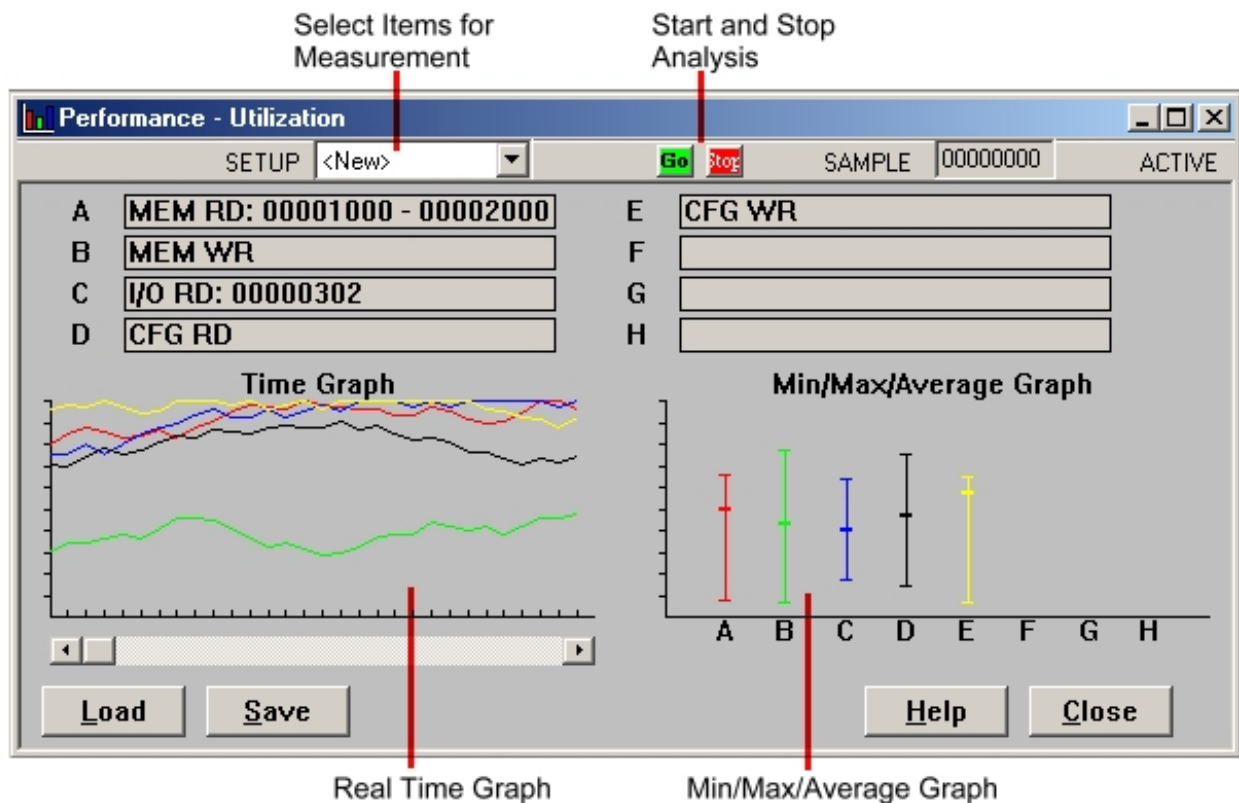 Select Items for
Measurement
Start and Stop
Analysis
Performance - Utilization
SETUP <New> Go Stop SAMPLE 00000000 ACTIVE
A MEM RD: 00001000 - 00002000
B MEM WR
C I/O RD: 00000302
D CFG RD
E CFG WR
F
G
H
Time Graph
Min/Max/Average Graph
A B C D E F G H
Load Save Help Close
Real Time Graph
Min/Max/Average Graph